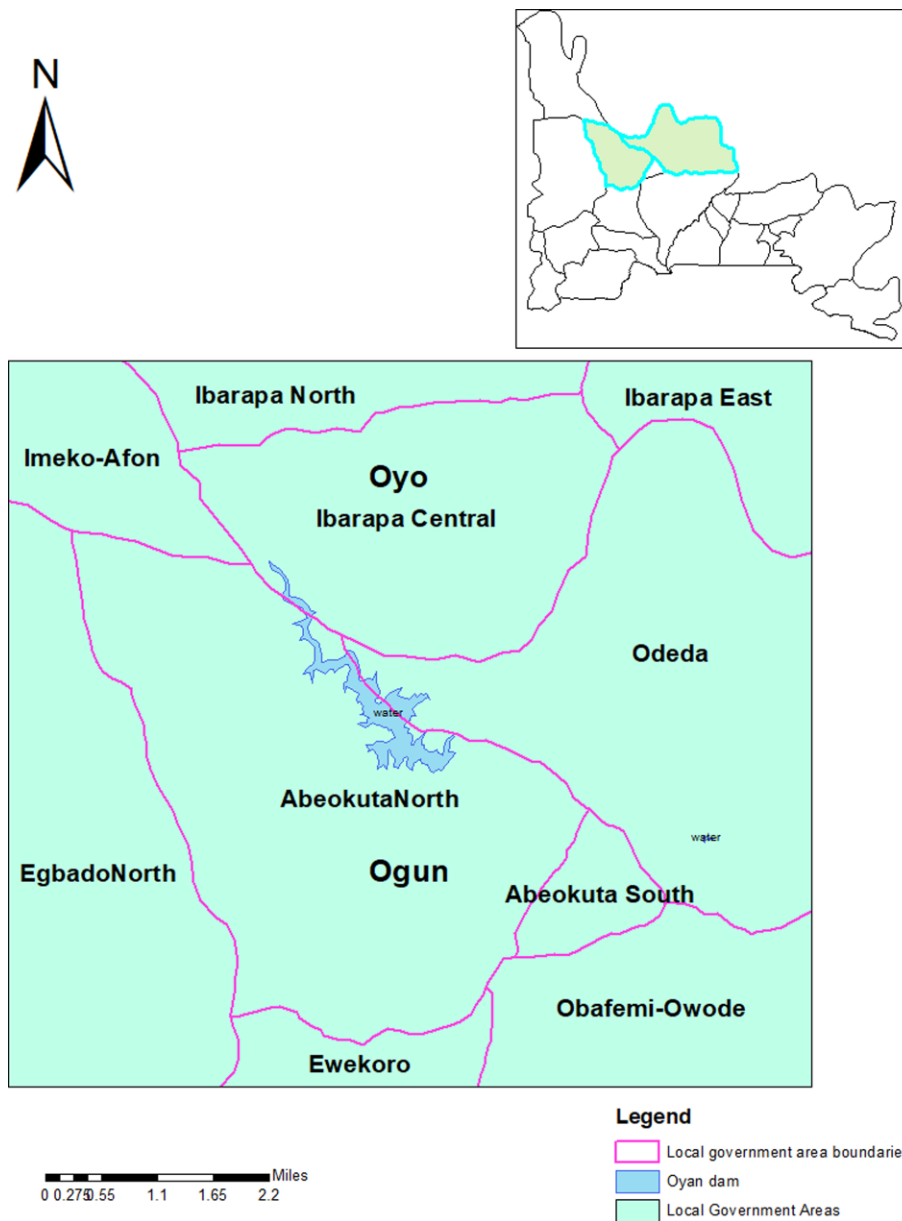 N
Ibarapa North
Ibarapa East
Imeko-Afon
Oyo
Ibarapa Central
Odeda
water
AbeokutaNorth
water
EgbadoNorth
Ogun
Abeokuta South
Obafemi-Owode
Ewekoro
Legend
Local government area boundarie
Oyan dam
Local Government Areas
Miles
0 0.275 0.55 1.1 1.65 2.2